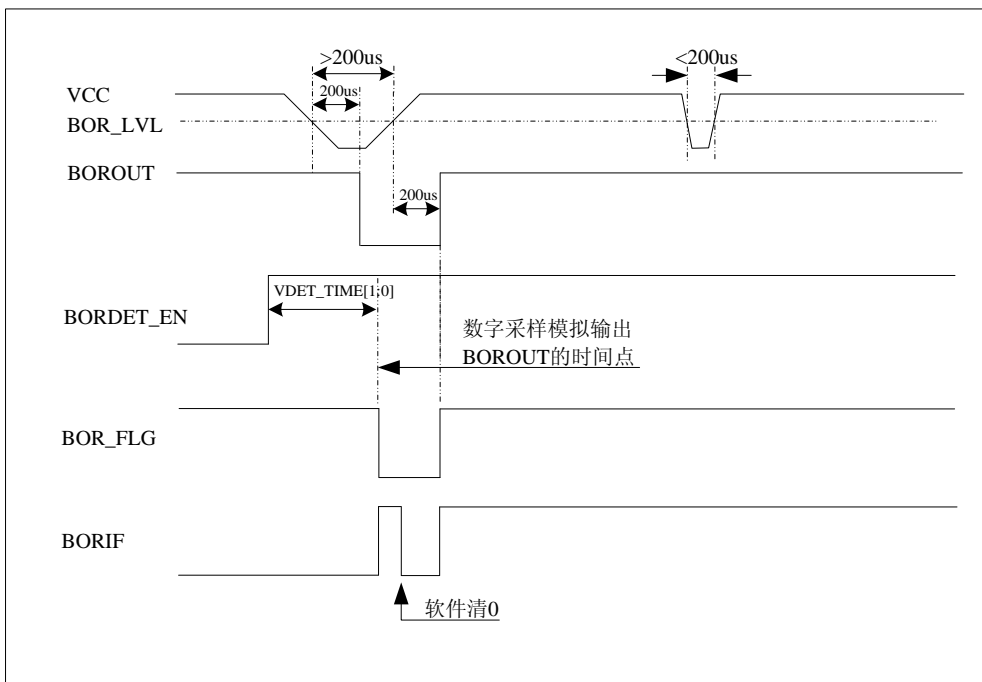 >200us
<200us
VCC
200us
BOR_LVL
BOROUT
200us
VDET_TIME[1:0]
BORDET_EN
数字采样模拟输出
BOROUT的时间点
BOR_FLG
BORIF
软件清0